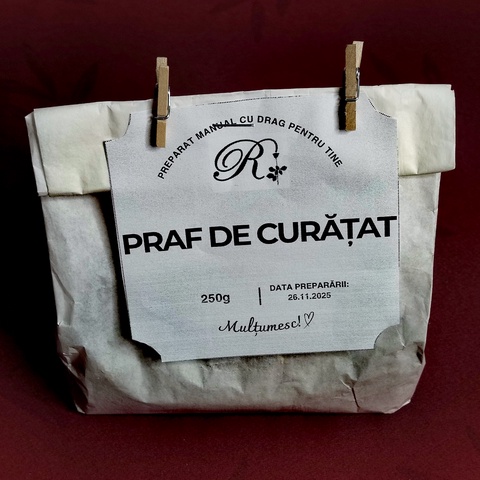 PREPARAT MANUAL CU DRAG PENTRU TINE
R
PRAF DE CURĂȚAT
250g | DATA PREPARĂRII:
26.11.2025
Mulțumesc! ♡